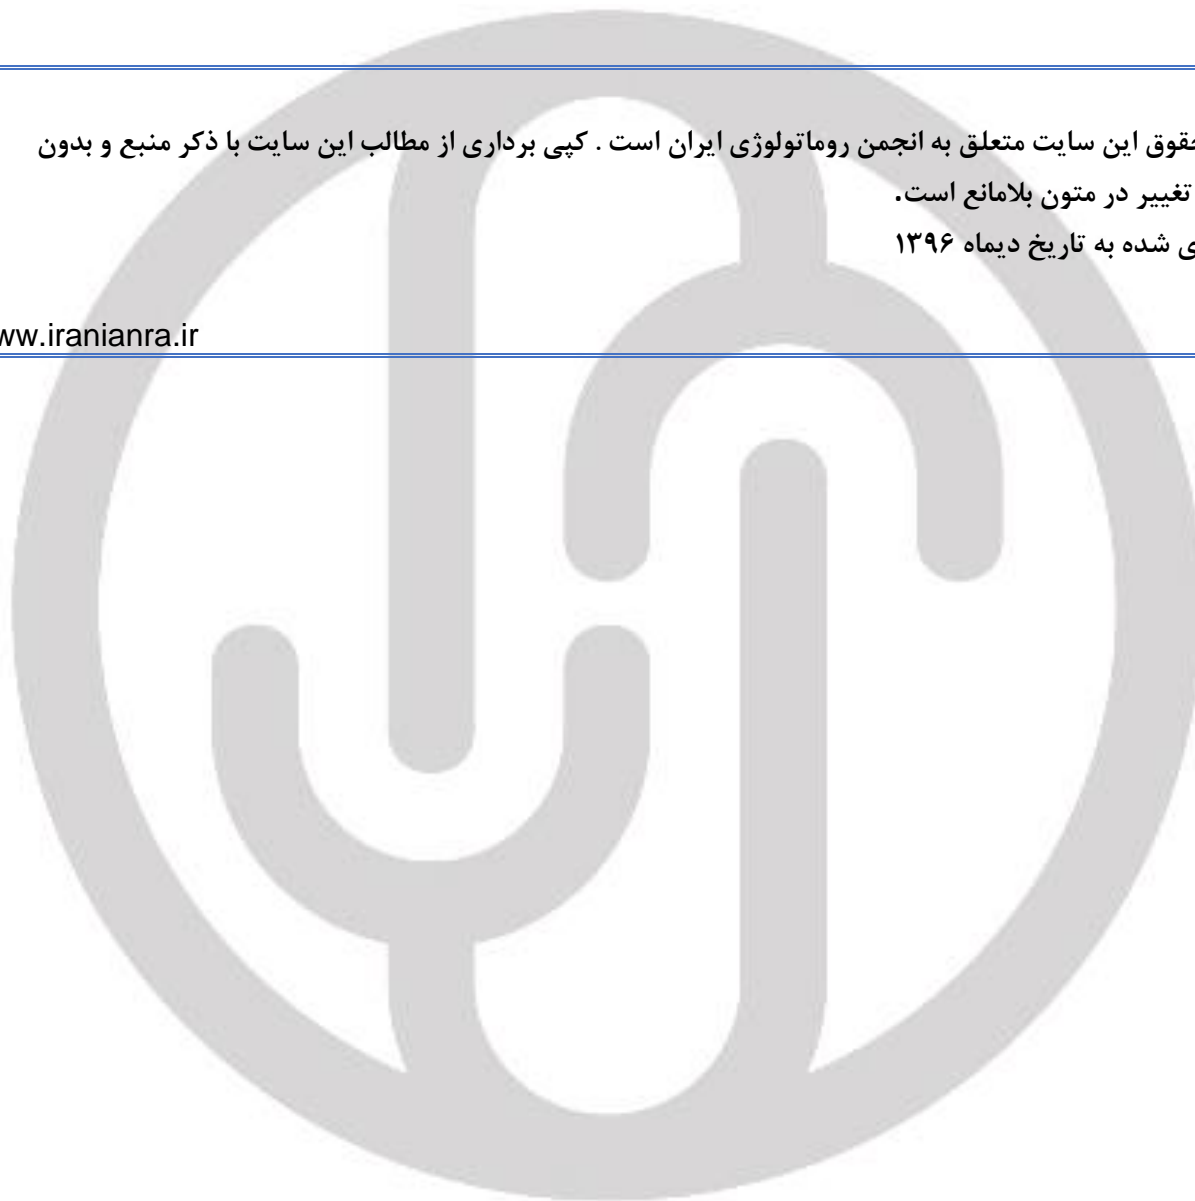 حقوق این سایت متعلق به انجمن روماتولوژی ایران است . کپی برداری از مطالب این سایت با ذکر منبع و بدون
تغییر در متون بلامانع است.
شده به تاریخ دیماه ۱۳۹۶
ww.iranianra.ir